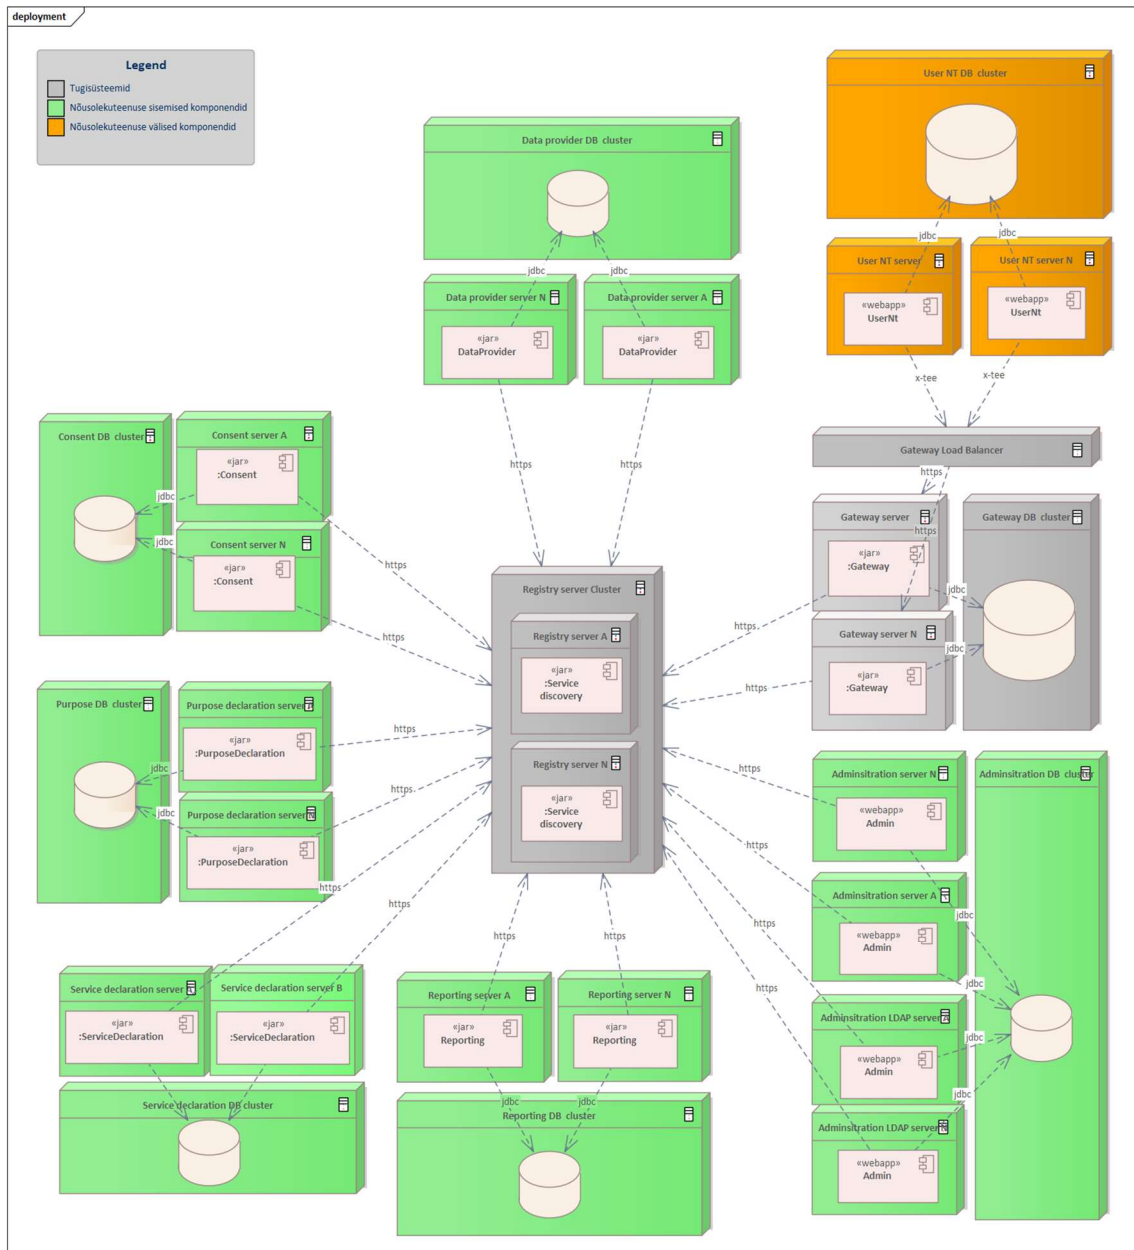 deployment
Legend
Tugisüsteemid
Nõusolekuteenuse sisemised komponendid
Nõusolekuteenuse välised komponendid
User NT DB cluster
jdbc
jdbc
User NT server
«webapp»
UserNt
User NT server N
«webapp»
UserNt
x-tee
x-tee
Data provider DB cluster
jdbc
jdbc
Data provider server N
«jar»
DataProvider
Data provider server A
«jar»
DataProvider
https
https
Gateway Load Balancer
https
https
Gateway server
«jar»
:Gateway
Gateway server N
«jar»
:Gateway
jdbc
jdbc
Gateway DB cluster
https
https
Consent DB cluster
Consent server A
«jar»
:Consent
jdbc
Consent server N
«jar»
:Consent
jdbc
https
https
Registry server Cluster
Registry server A
«jar»
:Service
discovery
Registry server N
«jar»
:Service
discovery
Purpose DB cluster
Purpose declaration server
«jar»
:PurposeDeclaration
jdbc
Purpose declaration server N
«jar»
:PurposeDeclaration
jdbc
https
https
https
https
Adminsitration server N
«webapp»
Admin
Adminsitration server A
«webapp»
Admin
Adminsitration LDAP server A
«webapp»
Admin
Adminsitration LDAP server N
«webapp»
Admin
Adminsitration DB cluster
jdbc
jdbc
jdbc
jdbc
https
https
https
https
Service declaration server A
«jar»
:ServiceDeclaration
Service declaration server B
«jar»
:ServiceDeclaration
Service declaration DB cluster
https
https
Reporting server A
«jar»
Reporting
Reporting server N
«jar»
Reporting
jdbc
jdbc
Reporting DB cluster